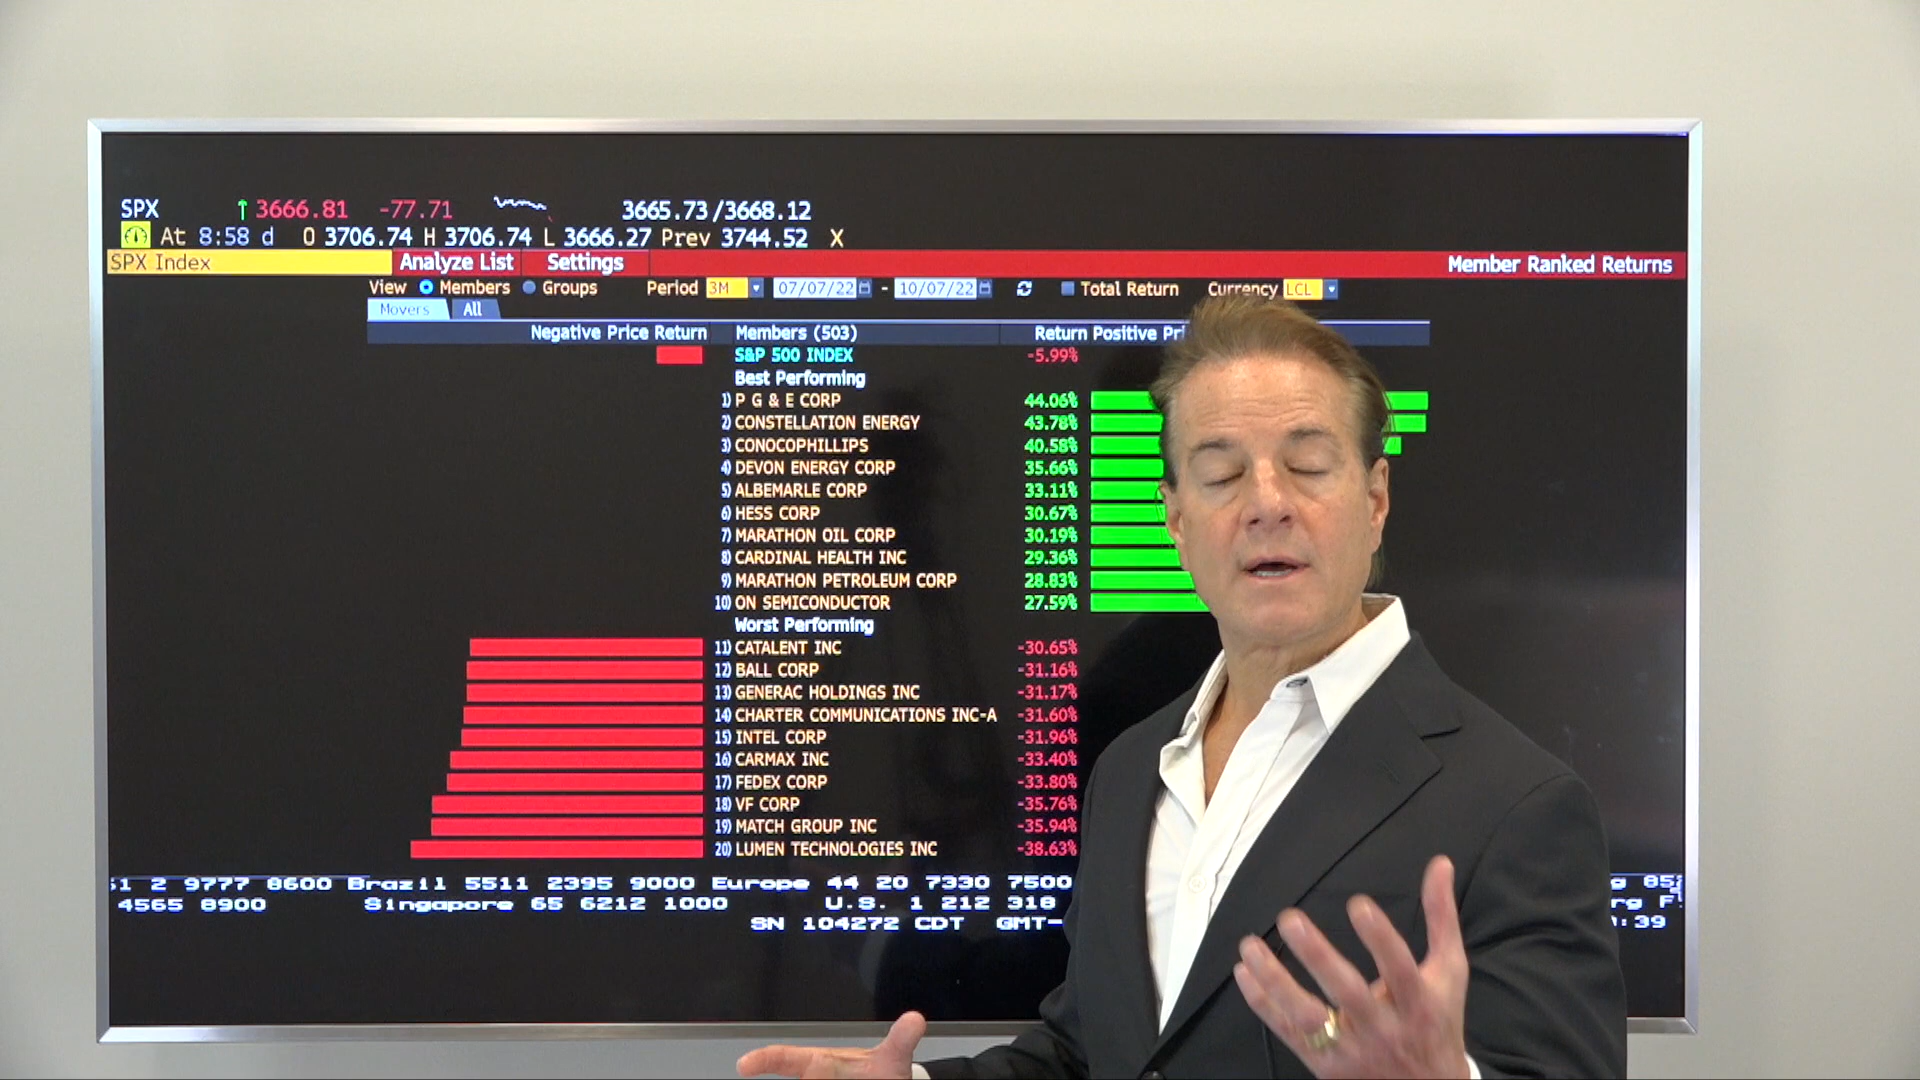 SPX 3666.81 -77.71 3665.73/3668.12
At 8:58 d O 3706.74 H 3706.74 L 3666.27 Prev 3744.52 X
SPX Index Analyze List Settings Member Ranked Returns
View Members Groups Period 3M 07/07/22 - 10/07/22 Total Return Currency LCL
Movers All
Negative Price Return Members (503) Return Positive
S&P 500 INDEX -5.99%
Best Performing
1) P G & E CORP 44.06%
2) CONSTELLATION ENERGY 43.78%
3) CONOCOPHILLIPS 40.58%
4) DEVON ENERGY CORP 35.66%
5) ALBEMARLE CORP 33.11%
6) HESS CORP 30.67%
7) MARATHON OIL CORP 30.19%
8) CARDINAL HEALTH INC 29.36%
9) MARATHON PETROLEUM CORP 28.83%
10) ON SEMICONDUCTOR 27.59%
Worst Performing
11) CATALENT INC -30.65%
12) BALL CORP -31.16%
13) GENERAC HOLDINGS INC -31.17%
14) CHARTER COMMUNICATIONS INC-A -31.60%
15) INTEL CORP -31.96%
16) CARMAX INC -33.40%
17) FEDEX CORP -33.80%
18) VF CORP -35.76%
19) MATCH GROUP INC -35.94%
20) LUMEN TECHNOLOGIES INC -38.63%
2 9777 8600 Brazil 5511 2395 9000 Europe 44 20 7330 7500
4565 8900 Singapore 65 6212 1000 U.S. 1 212 318
SN 104272 CDT GMT-